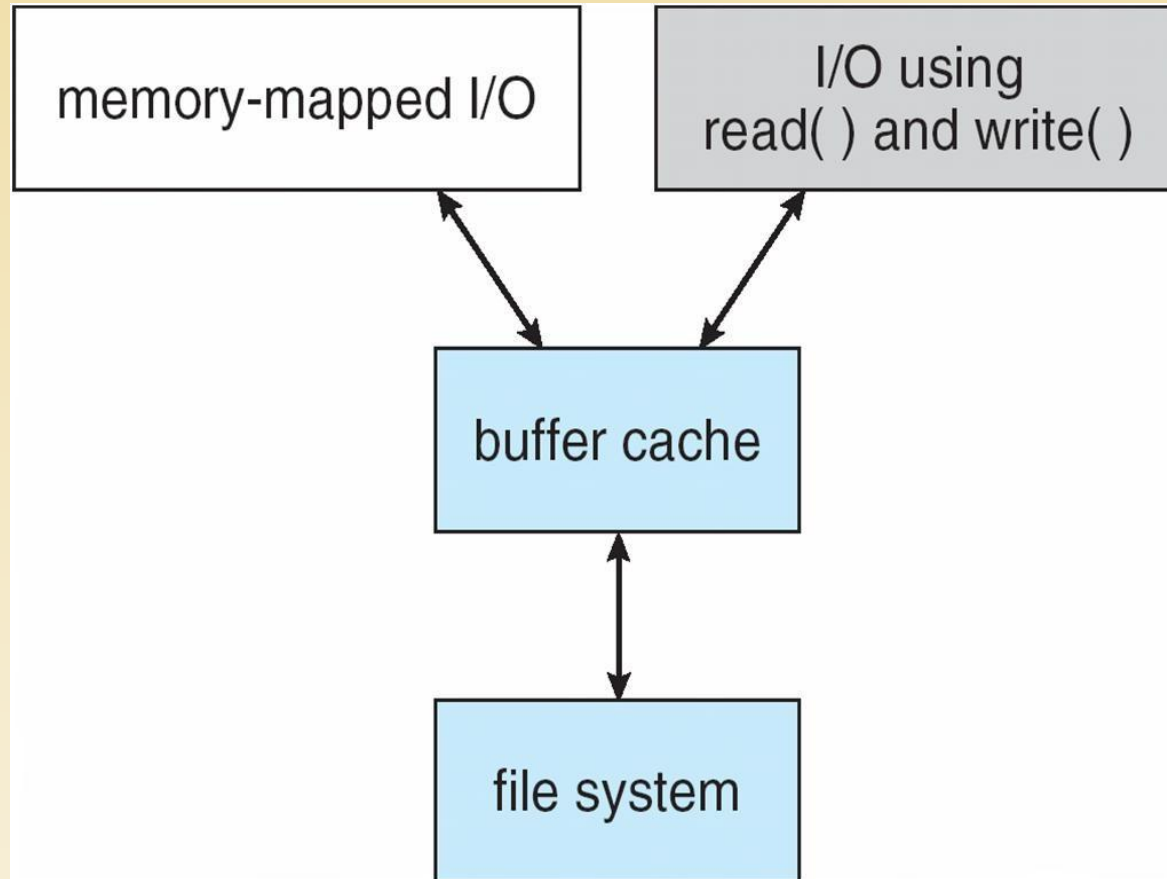 memory-mapped I/O
I/O using
read( ) and write( )
buffer cache
file system